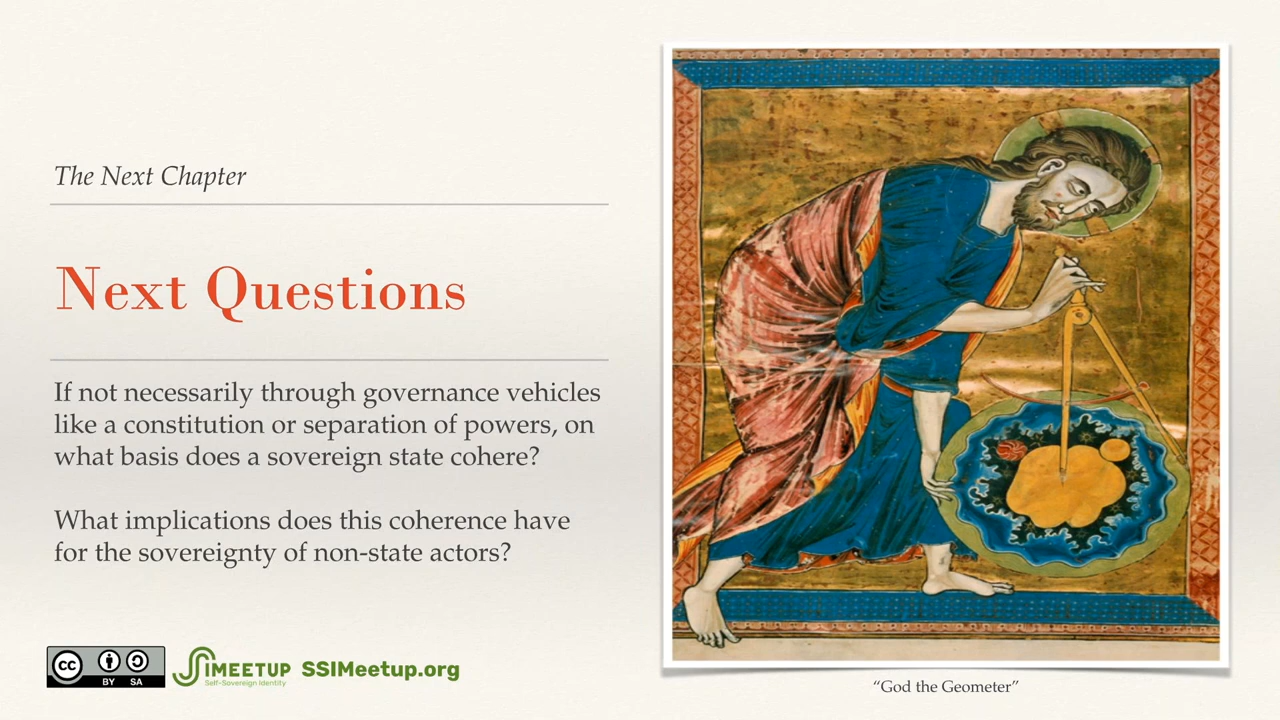 The Next Chapter
Next Questions
If not necessarily through governance vehicles
like a constitution or separation of powers, on
what basis does a sovereign state cohere?
What implications does this coherence have
for the sovereignty of non-state actors?
cc BY SA
SSIMEETUP
Self-Sovereign Identity
SSIMeetup.org
“God the Geometer”